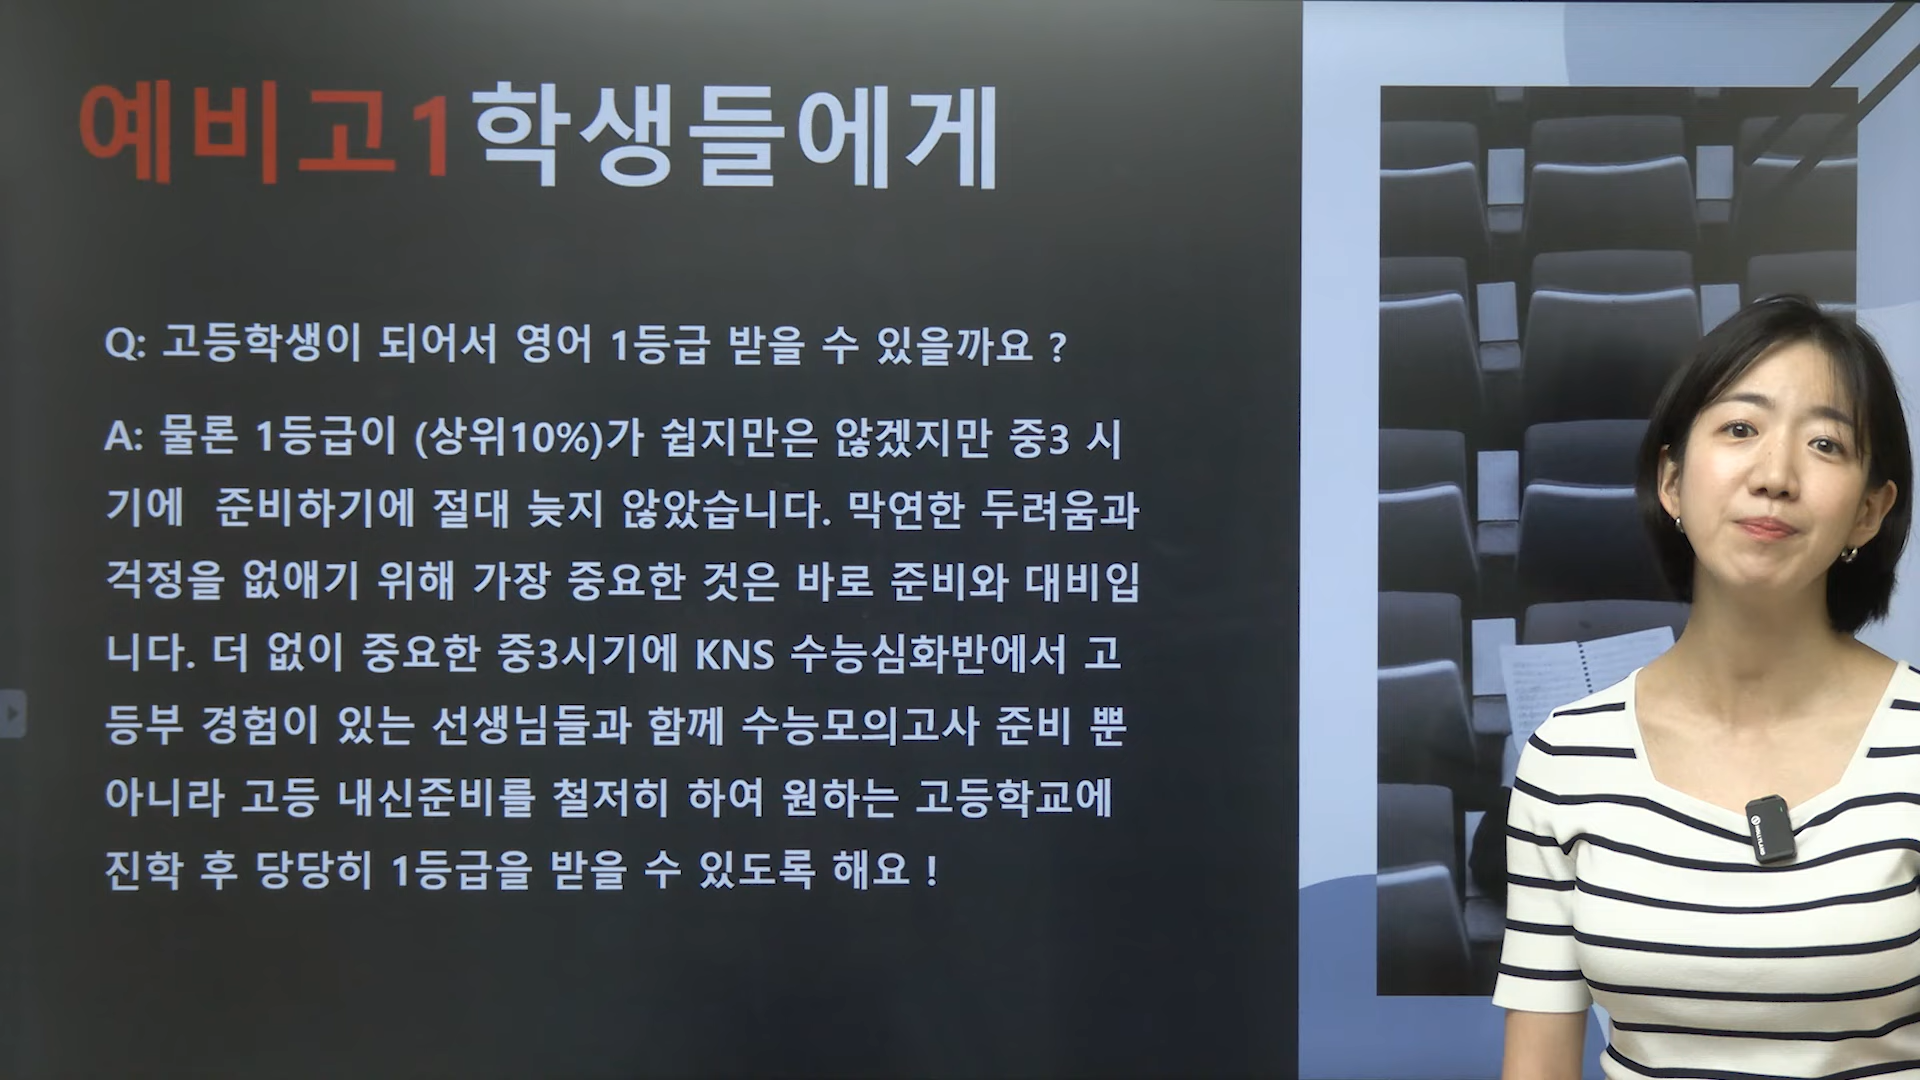 예비고1학생들에게
Q: 고등학생이 되어서 영어 1등급 받을 수 있을까요 ?
A: 물론 1등급이 (상위10%)가 쉽지만은 않겠지만 중3 시
기에 준비하기에 절대 늦지 않았습니다. 막연한 두려움과
걱정을 없애기 위해 가장 중요한 것은 바로 준비와 대비입
니다. 더 없이 중요한 중3시기에 KNS 수능심화반에서 고
등부 경험이 있는 선생님들과 함께 수능모의고사 준비 뿐
아니라 고등 내신준비를 철저히 하여 원하는 고등학교에
진학 후 당당히 1등급을 받을 수 있도록 해요 !
HOLLYLAND